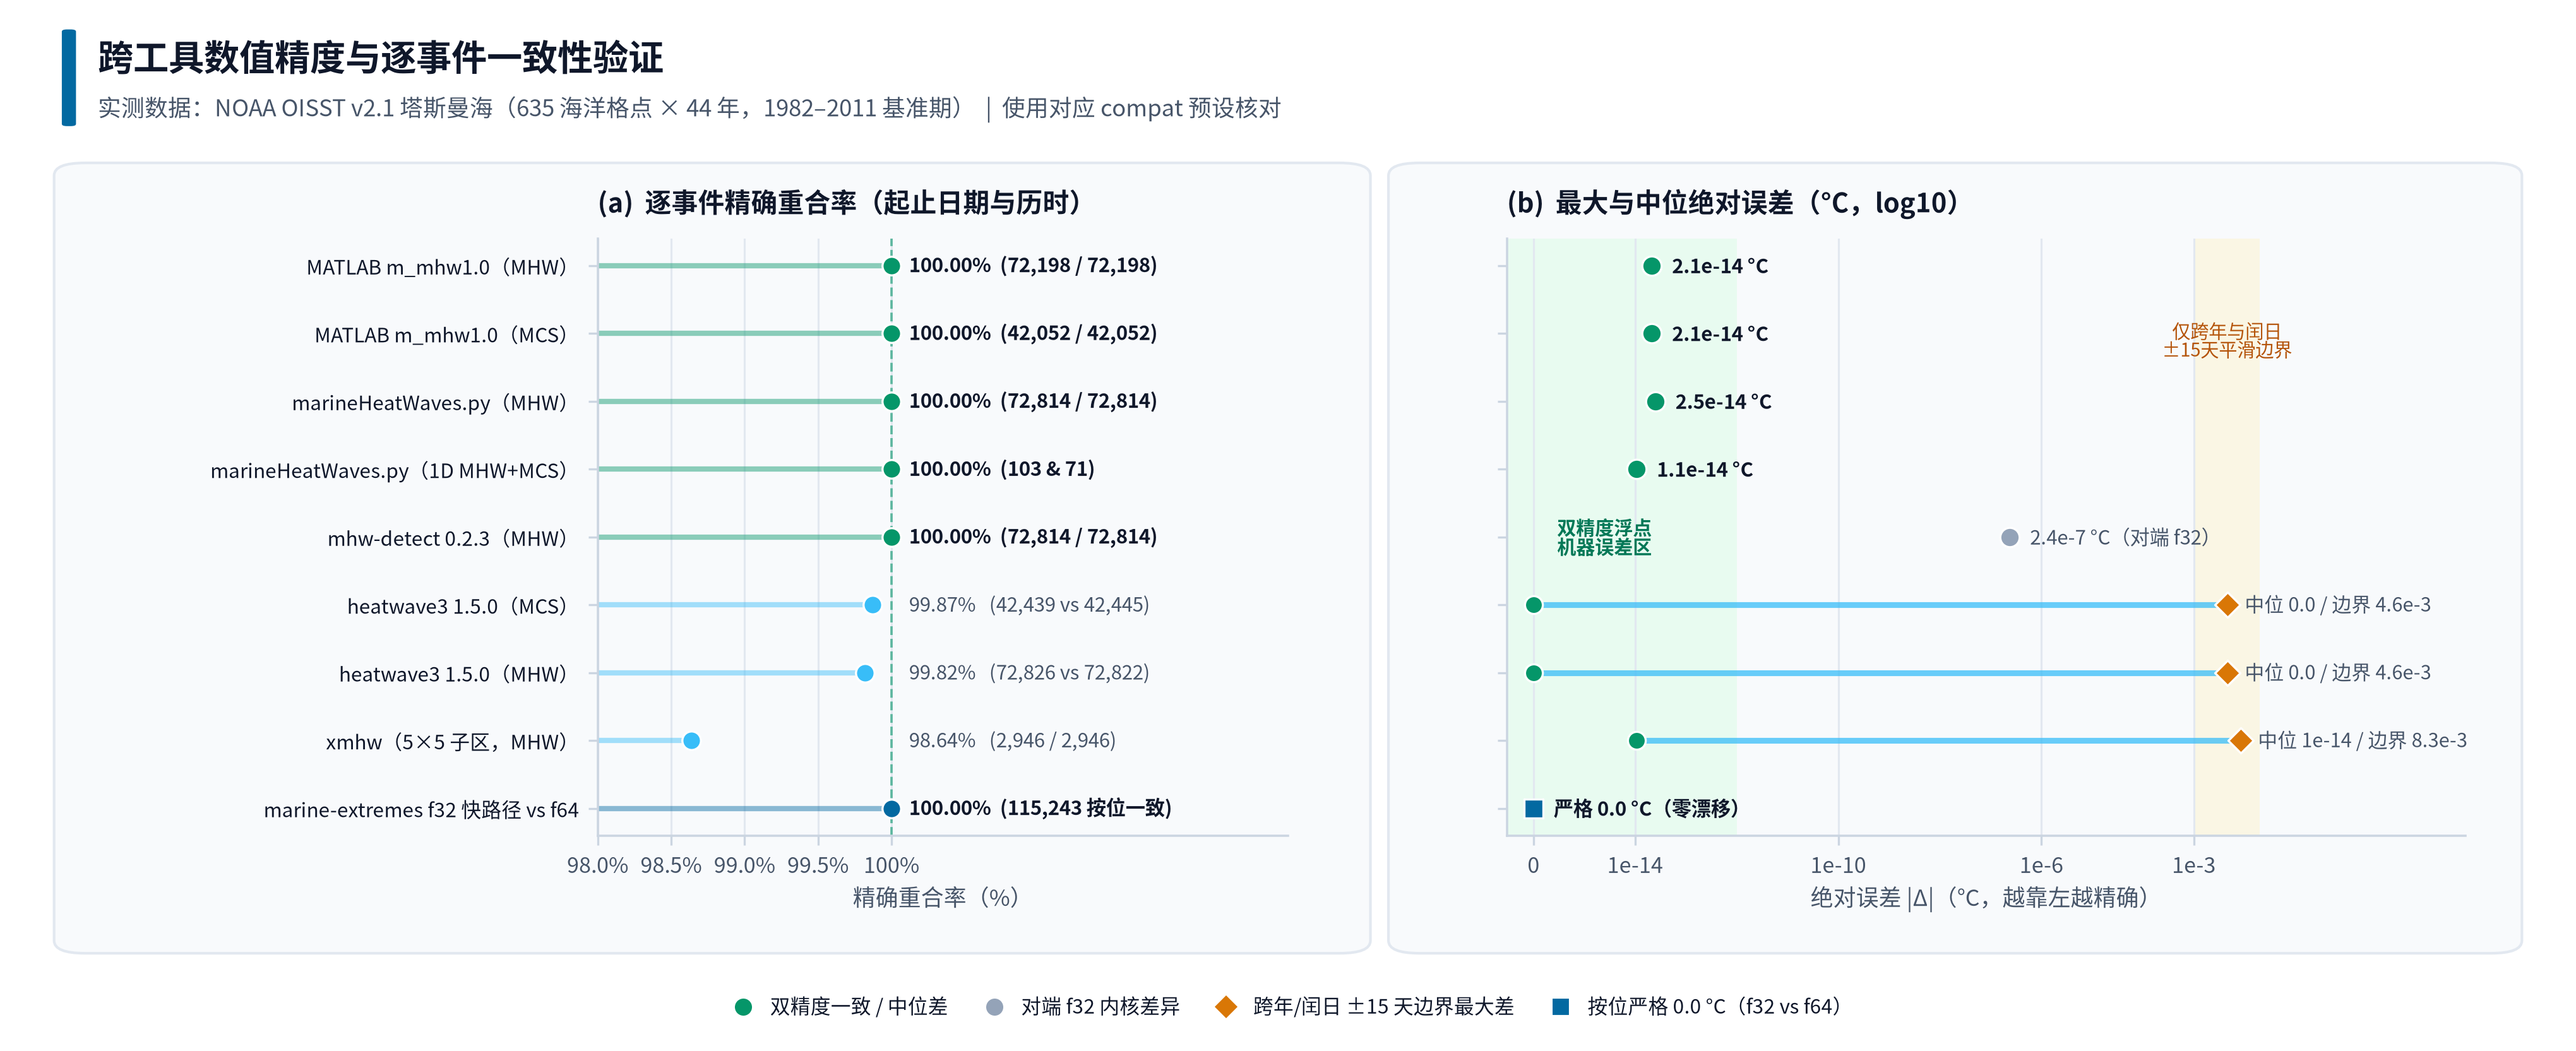 跨工具数值精度与逐事件一致性验证
实测数据：NOAA OISST v2.1 塔斯曼海（635 海洋格点 × 44 年，1982–2011 基准期） | 使用对应 compat 预设核对
(a) 逐事件精确重合率（起止日期与历时）
MATLAB m_mhw1.0（MHW） 100.00% (72,198 / 72,198)
MATLAB m_mhw1.0（MCS） 100.00% (42,052 / 42,052)
marineHeatWaves.py（MHW） 100.00% (72,814 / 72,814)
marineHeatWaves.py（1D MHW+MCS） 100.00% (103 & 71)
mhw-detect 0.2.3（MHW） 100.00% (72,814 / 72,814)
heatwave3 1.5.0（MCS） 99.87% (42,439 vs 42,445)
heatwave3 1.5.0（MHW） 99.82% (72,826 vs 72,822)
xmhw（5×5 子区，MHW） 98.64% (2,946 / 2,946)
marine-extremes f32 快路径 vs f64 100.00% (115,243 按位一致)
98.0% 98.5% 99.0% 99.5% 100%
精确重合率（%）
(b) 最大与中位绝对误差（°C，log10）
2.1e-14 °C
2.1e-14 °C
仅跨年与闰日
±15天平滑边界
2.5e-14 °C
1.1e-14 °C
双精度浮点
机器误差区
2.4e-7 °C（对端 f32）
中位 0.0 / 边界 4.6e-3
中位 0.0 / 边界 4.6e-3
中位 1e-14 / 边界 8.3e-3
严格 0.0 °C（零漂移）
0 1e-14 1e-10 1e-6 1e-3
绝对误差 |Δ|（°C，越靠左越精确）
双精度一致 / 中位差 对端 f32 内核差异 跨年/闰日 ±15 天边界最大差 按位严格 0.0 °C（f32 vs f64）